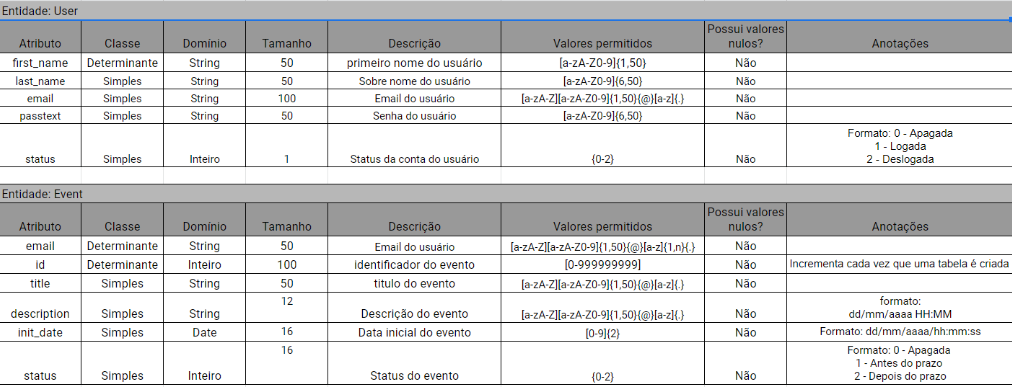 Entidade: User
Atributo Classe Domínio Tamanho Descrição Valores permitidos Possui valores nulos? Anotações
first_name Determinante String 50 primeiro nome do usuário [a-zA-Z0-9]{1,50} Não
last_name Simples String 50 Sobre nome do usuário [a-zA-Z0-9]{6,50} Não
email Simples String 100 Email do usuário [a-zA-Z][a-zA-Z0-9]{1,50}{@}[a-z]{.} Não
passtext Simples String 50 Senha do usuário [a-zA-Z0-9]{6,50} Não
status Simples Inteiro 1 Status da conta do usuário {0-2} Não Formato: 0 - Apagada
1 - Logada
2 - Deslogada
Entidade: Event
Atributo Classe Domínio Tamanho Descrição Valores permitidos Possui valores nulos? Anotações
email Determinante String 50 Email do usuário [a-zA-Z][a-zA-Z0-9]{1,50}{@}[a-z]{1,n}{.} Não
id Determinante Inteiro 100 identificador do evento [0-999999999] Não Incrementa cada vez que uma tabela é criada
title Simples String 50 titulo do evento [a-zA-Z][a-zA-Z0-9]{1,50}{@}[a-z]{.} Não
description Simples String 12 Descrição do evento [a-zA-Z][a-zA-Z0-9]{1,50}{@}[a-z]{.} Não formato:
dd/mm/aaaa HH:MM
init_date Simples Date 16 Data inicial do evento [0-9]{2} Não Formato: dd/mm/aaaa/hh:mm:ss
status Simples Inteiro 16 Status do evento {0-2} Não Formato: 0 - Apagada
1 - Antes do prazo
2 - Depois do prazo